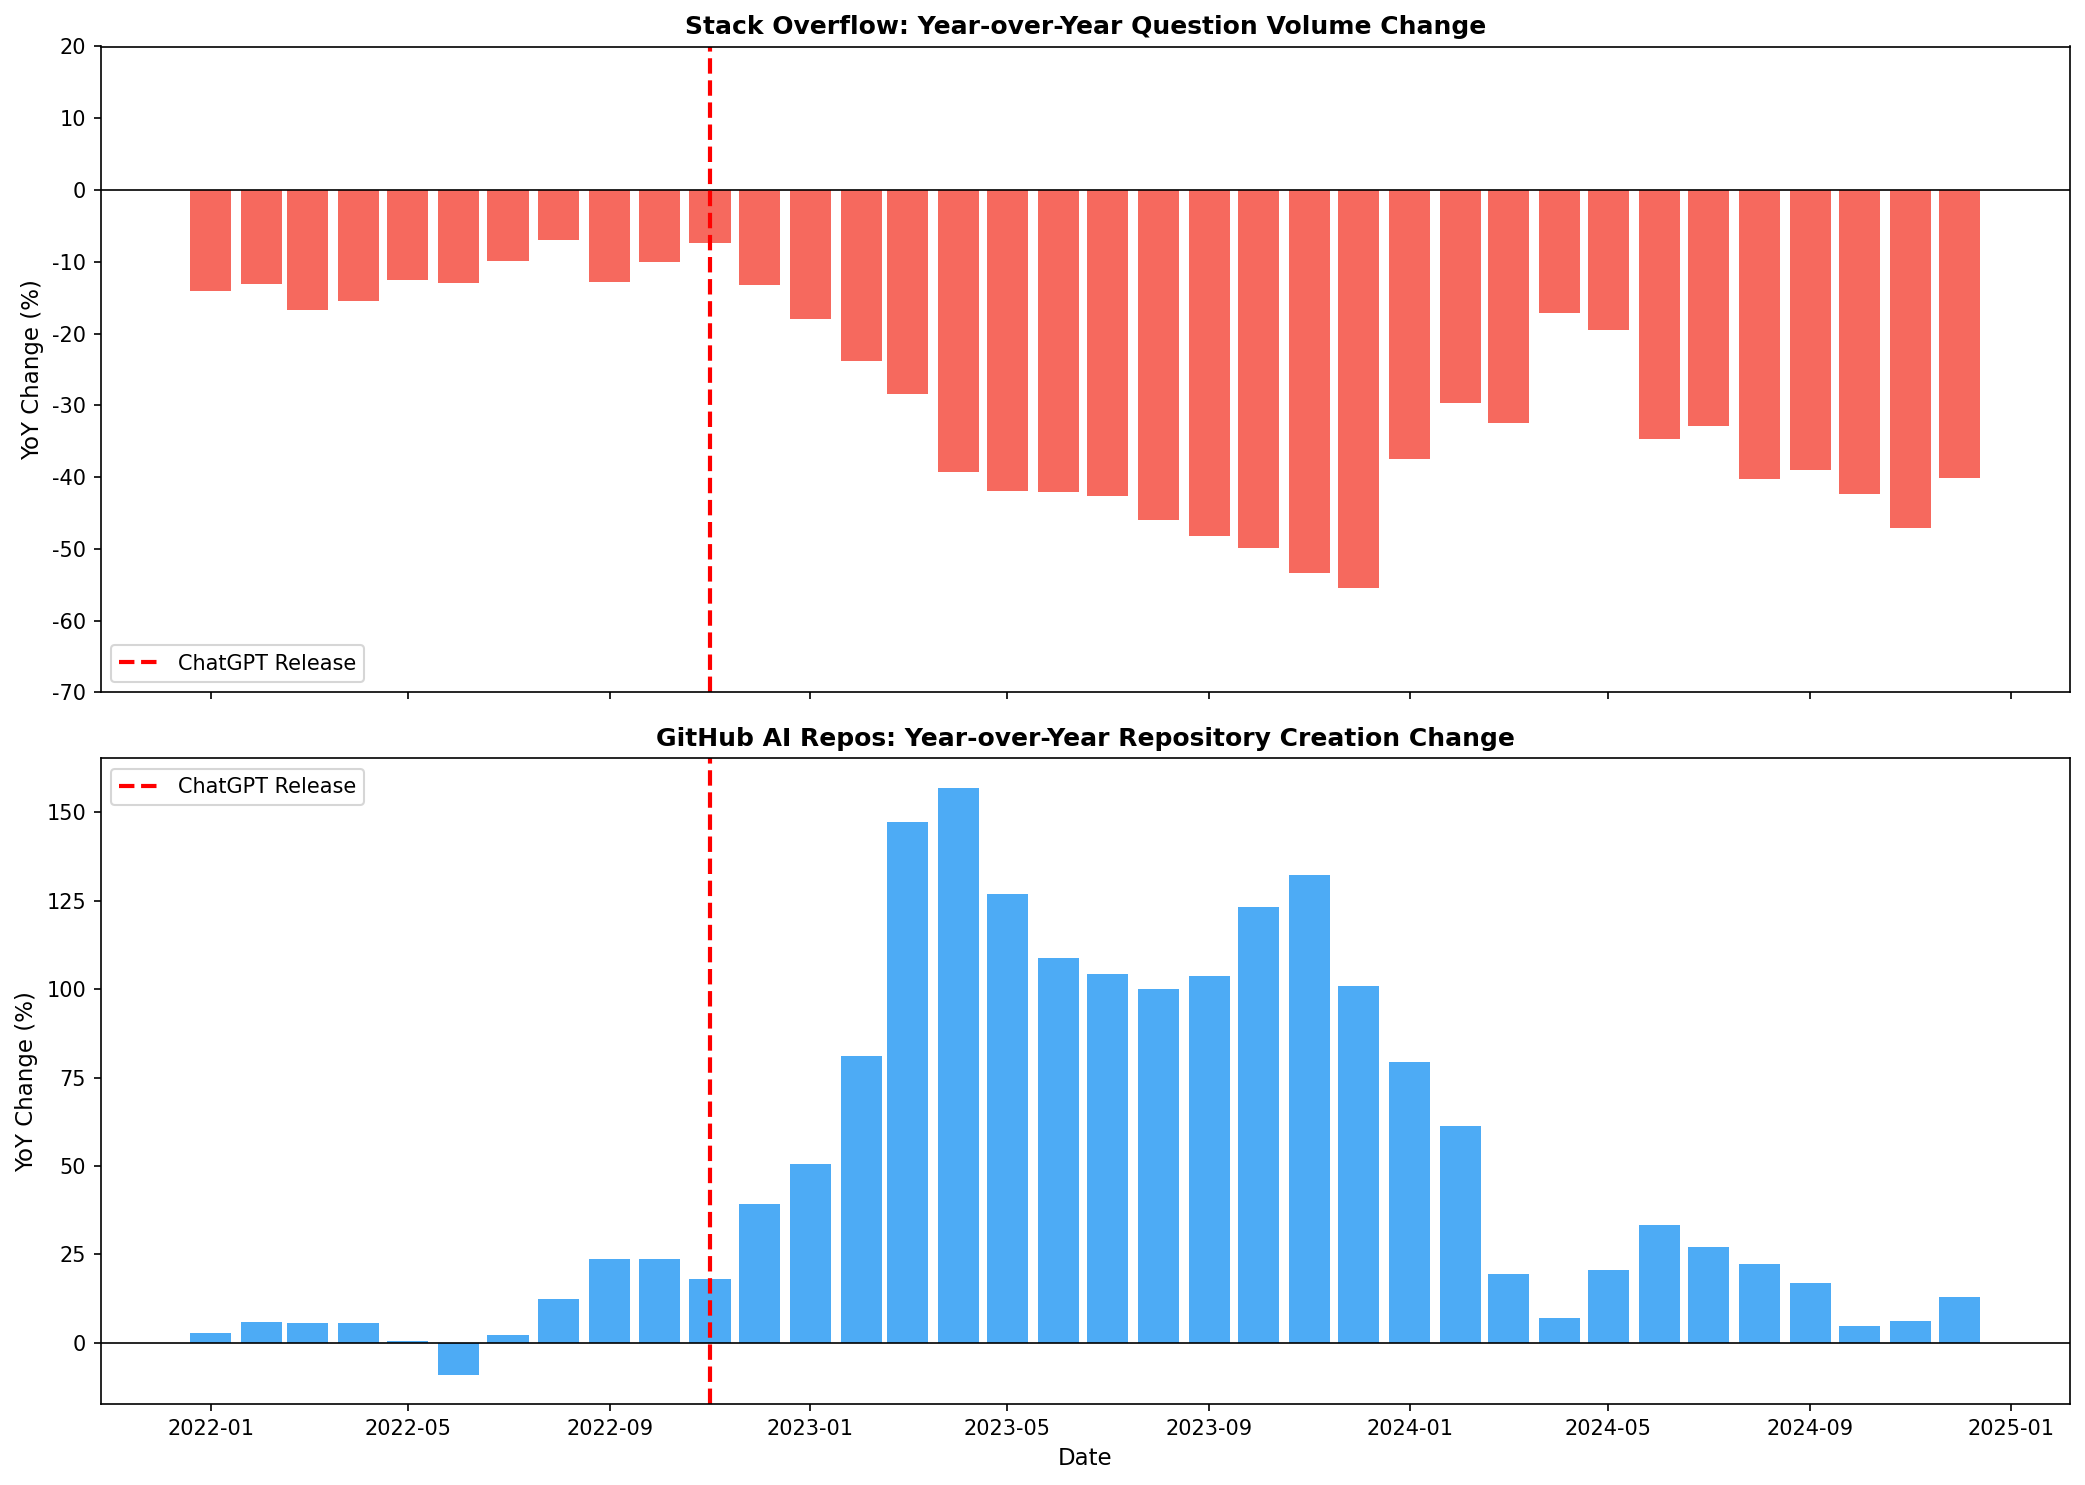 Stack Overflow: Year-over-Year Question Volume Change
YoY Change (%)
20
10
0
-10
-20
-30
-40
-50
-60
-70
ChatGPT Release
GitHub AI Repos: Year-over-Year Repository Creation Change
YoY Change (%)
ChatGPT Release
150
125
100
75
50
25
0
2022-01 2022-05 2022-09 2023-01 2023-05 2023-09 2024-01 2024-05 2024-09 2025-01
Date